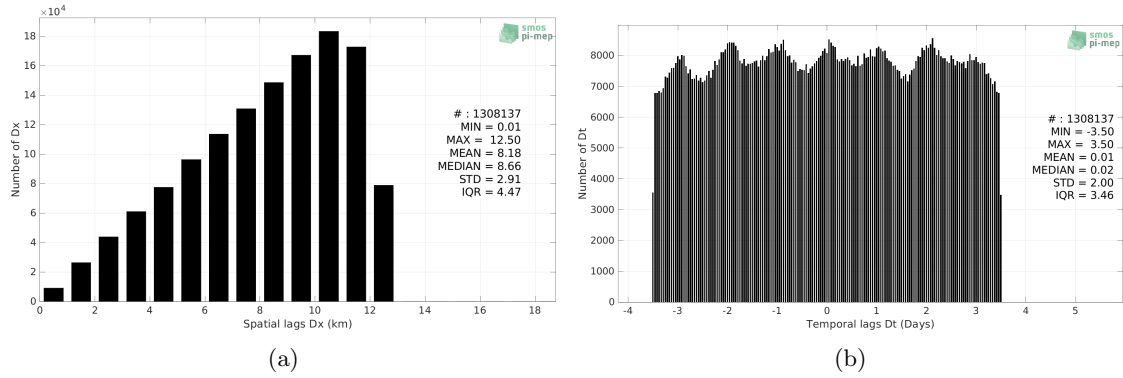 ×10⁴
18
16
14
12
10
8
6
4
2
0
Number of Dx
0 2 4 6 8 10 12 14 16 18
Spatial lags Dx (km)
smos
pi-mep
# : 1308137
MIN = 0.01
MAX = 12.50
MEAN = 8.18
MEDIAN = 8.66
STD = 2.91
IQR = 4.47
(a)
8000
7000
6000
5000
4000
3000
2000
1000
0
Number of Dt
-4 -3 -2 -1 0 1 2 3 4 5
Temporal lags Dt (Days)
smos
pi-mep
# : 1308137
MIN = -3.50
MAX = 3.50
MEAN = 0.01
MEDIAN = 0.02
STD = 2.00
IQR = 3.46
(b)